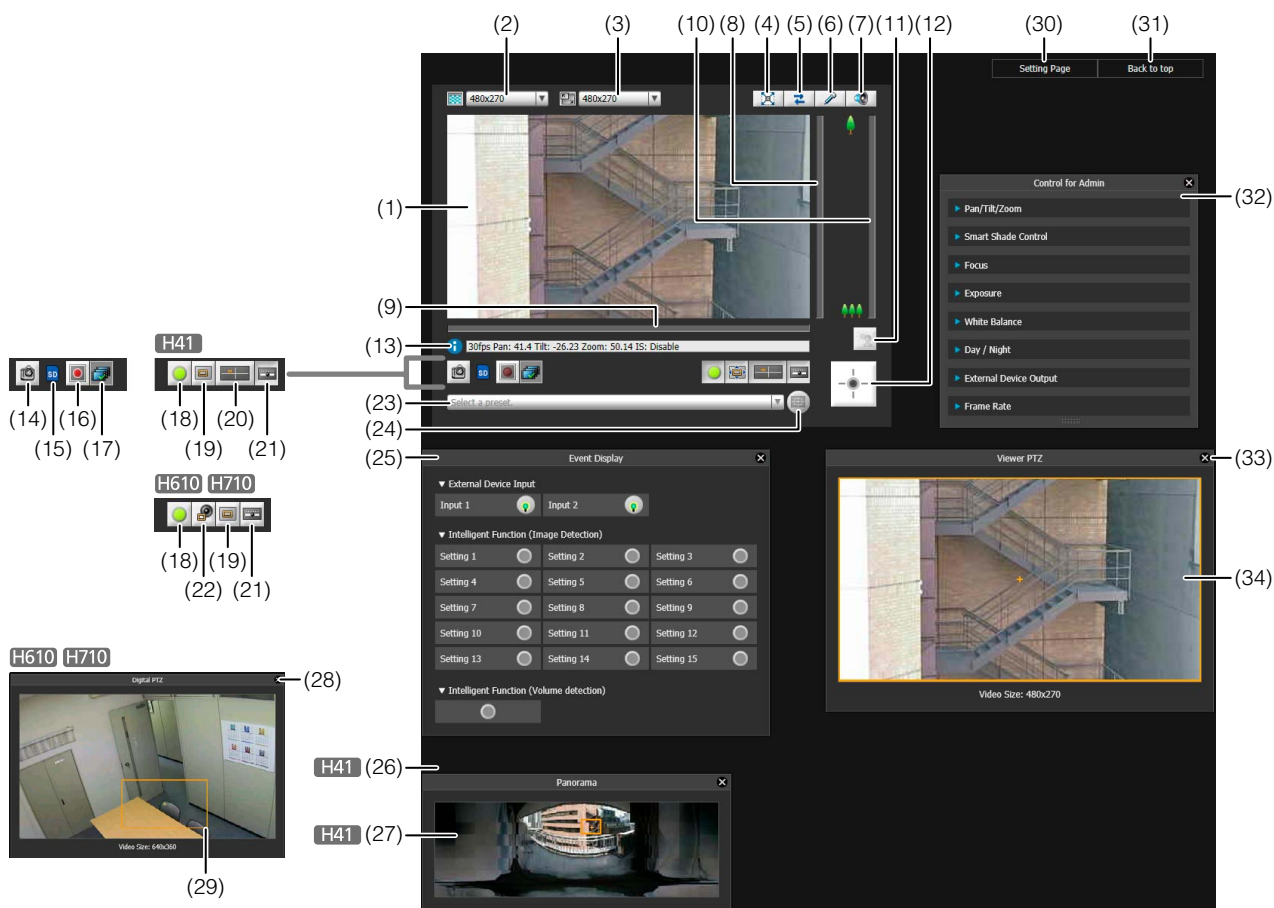 (2) (3) (10) (8) (4) (5) (6) (7) (11) (12) (30) (31)
Setting Page Back to top
480x270 480x270
(8)
(1)
(10)
Control for Admin
(32)
Pan/Tilt/Zoom
Smart Shade Control
Focus
Exposure
White Balance
Day / Night
External Device Output
Frame Rate
(9)
(13)
30fps Pan: 41.4 Tilt: -26.23 Zoom: 50.14 IS: Disable
(11)
(12)
H41
SD
SD
(14) (15) (16) (17)
(18) (19) (20) (21)
(23)
Select a preset.
(24)
H610 H710
(18) (22) (19) (21)
(25)
Event Display
External Device Input
Input 1 Input 2
Intelligent Function (Image Detection)
Setting 1 Setting 2 Setting 3
Setting 4 Setting 5 Setting 6
Setting 7 Setting 8 Setting 9
Setting 10 Setting 11 Setting 12
Setting 13 Setting 14 Setting 15
Intelligent Function (Volume detection)
Viewer PTZ
(33)
(34)
Video Size: 480x270
H610 H710
Digital PTZ
(28)
Video Size: 640x360
(29)
H41 (26)
Panorama
H41 (27)